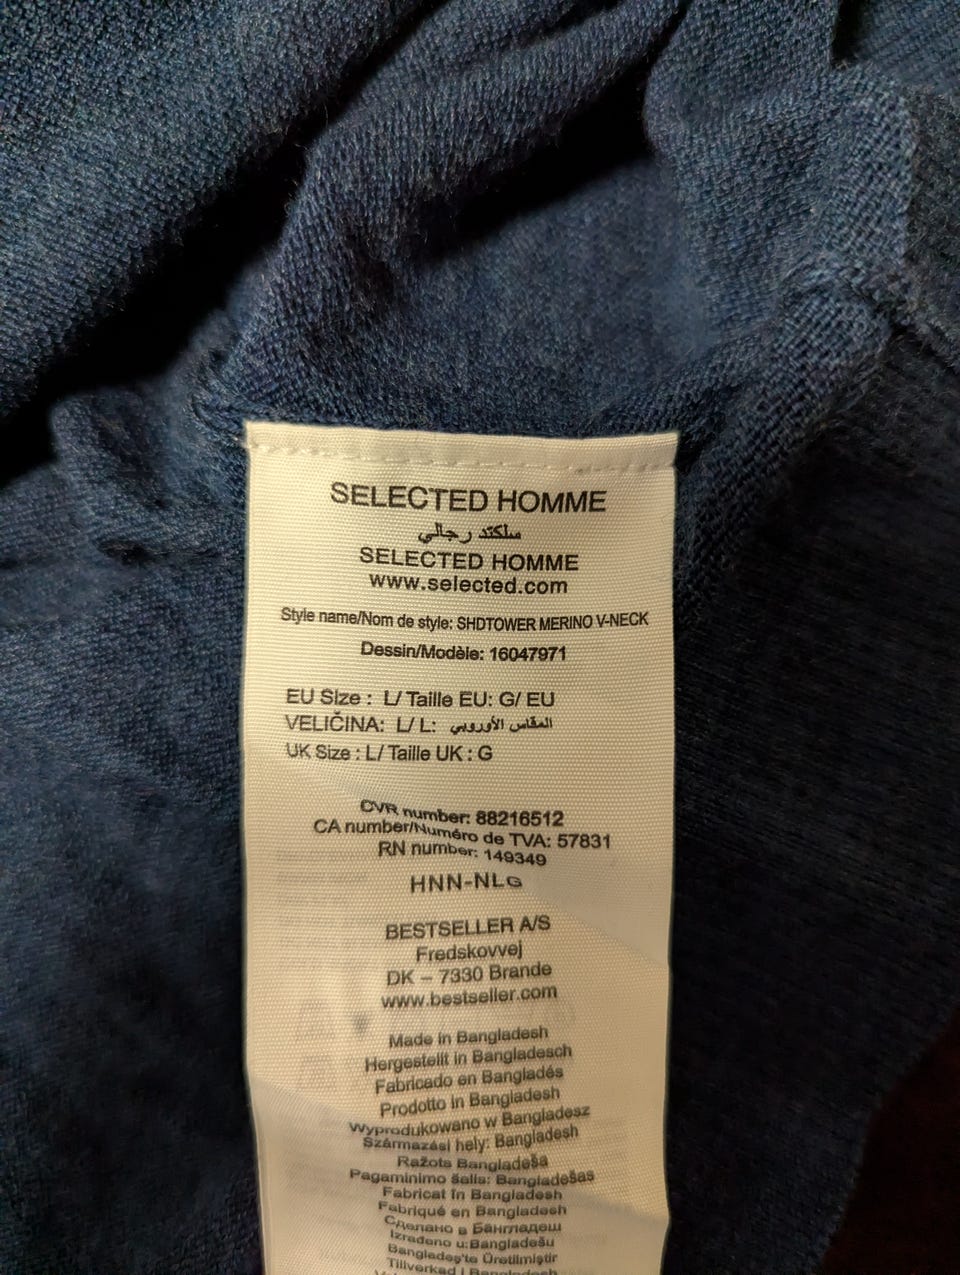 SELECTED HOMME
سلكتد رجالي
SELECTED HOMME
www.selected.com
Style name/Nom de style: SHDTOWER MERINO V-NECK
Dessin/Modèle: 16047971
EU Size : L/ Taille EU: G/ EU
VELIČINA: L/ L: المقاس الأوروبي
UK Size : L/ Taille UK : G
CVR number: 88216512
CA number/Numéro de TVA: 57831
RN number: 149349
HNN-NLG
BESTSELLER A/S
Fredskovvej
DK – 7330 Brande
www.bestseller.com
Made in Bangladesh
Hergestellt in Bangladesch
Fabricado en Bangladés
Prodotto in Bangladesh
Wyprodukowano w Bangladesz
Származási hely: Bangladesh
Ražots Bangladeša
Pagaminimo šalis: Bangladešas
Fabricat în Bangladesh
Fabriqué en Bangladesh
Сделано в Бангладеш
Izrađeno u: Bangladešu
Bangladeş'te Üretilmiştir
Tillverkad i Bangladesh